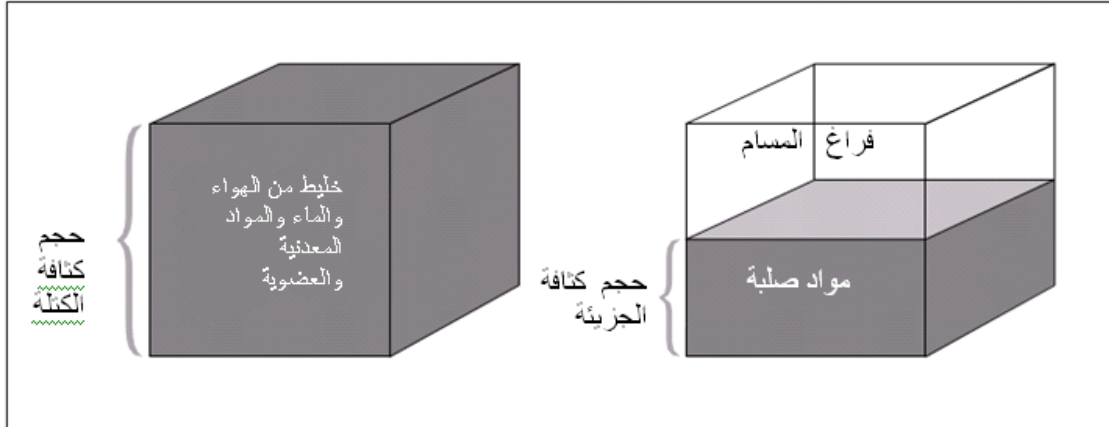 فراغ المسام
خليط من الهواء
والماء والمواد
المعدنية
والعضوية
حجم
كثافة
الكتلة
مواد صلبة
حجم كثافة
الجزيئة